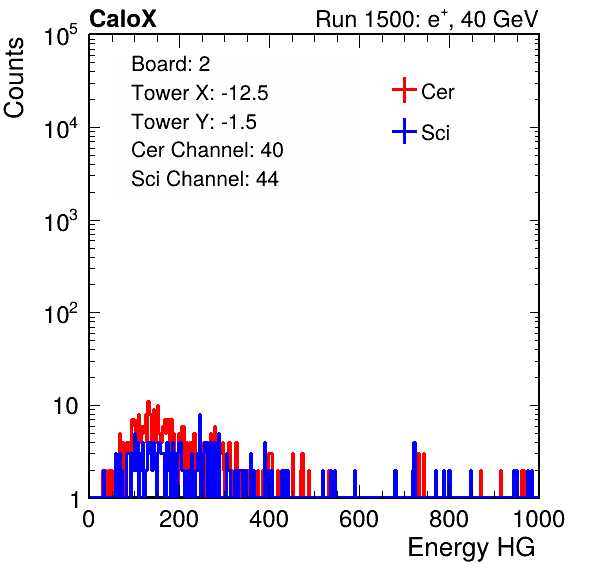 CaloX Run 1500: e⁺, 40 GeV
Counts
Board: 2
Tower X: -12.5
Tower Y: -1.5
Cer Channel: 40
Sci Channel: 44
Cer
Sci
10⁵
10⁴
10³
10²
10
1
0 200 400 600 800 1000
Energy HG